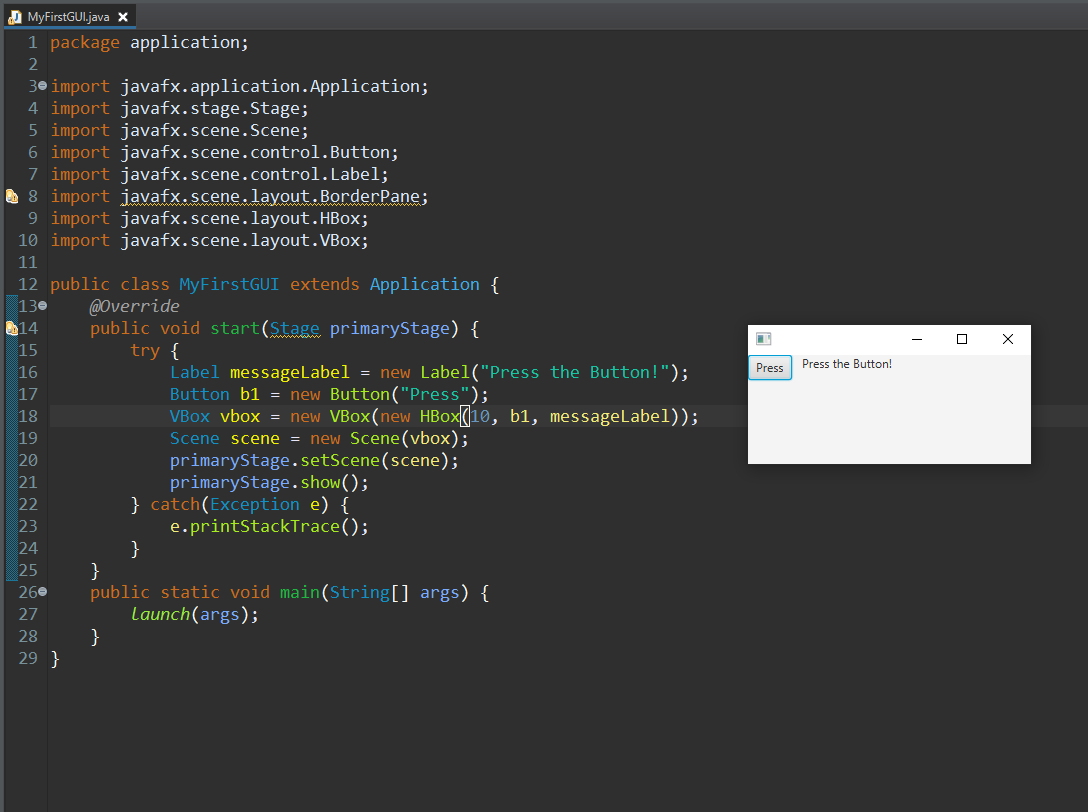 MyFirstGUI.java
1 package application;
2
3 import javafx.application.Application;
4 import javafx.stage.Stage;
5 import javafx.scene.Scene;
6 import javafx.scene.control.Button;
7 import javafx.scene.control.Label;
8 import javafx.scene.layout.BorderPane;
9 import javafx.scene.layout.HBox;
10 import javafx.scene.layout.VBox;
11
12 public class MyFirstGUI extends Application {
13     @Override
14     public void start(Stage primaryStage) {
15         try {
16             Label messageLabel = new Label("Press the Button!");
17             Button b1 = new Button("Press");
18             VBox vbox = new VBox(new HBox(10, b1, messageLabel));
19             Scene scene = new Scene(vbox);
20             primaryStage.setScene(scene);
21             primaryStage.show();
22         } catch(Exception e) {
23             e.printStackTrace();
24         }
25     }
26     public static void main(String[] args) {
27         launch(args);
28     }
29 }
Press Press the Button!